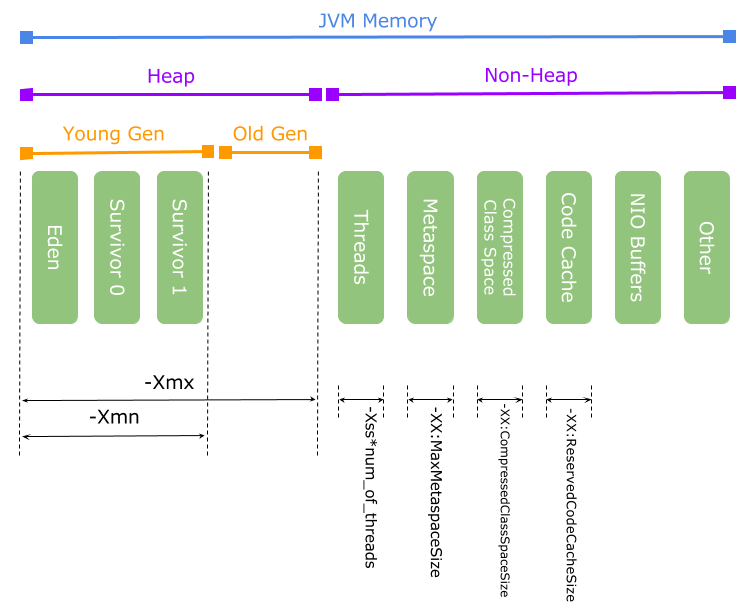 JVM Memory
Heap
Non-Heap
Young Gen
Old Gen
Eden
Survivor 0
Survivor 1
Threads
Metaspace
Compressed
Class Space
Code Cache
NIO Buffers
Other
-Xmx
-Xmn
-Xss*num_of_threads
-XX:MaxMetaspaceSize
-XX:CompressedClassSpaceSize
-XX:ReservedCodeCacheSize